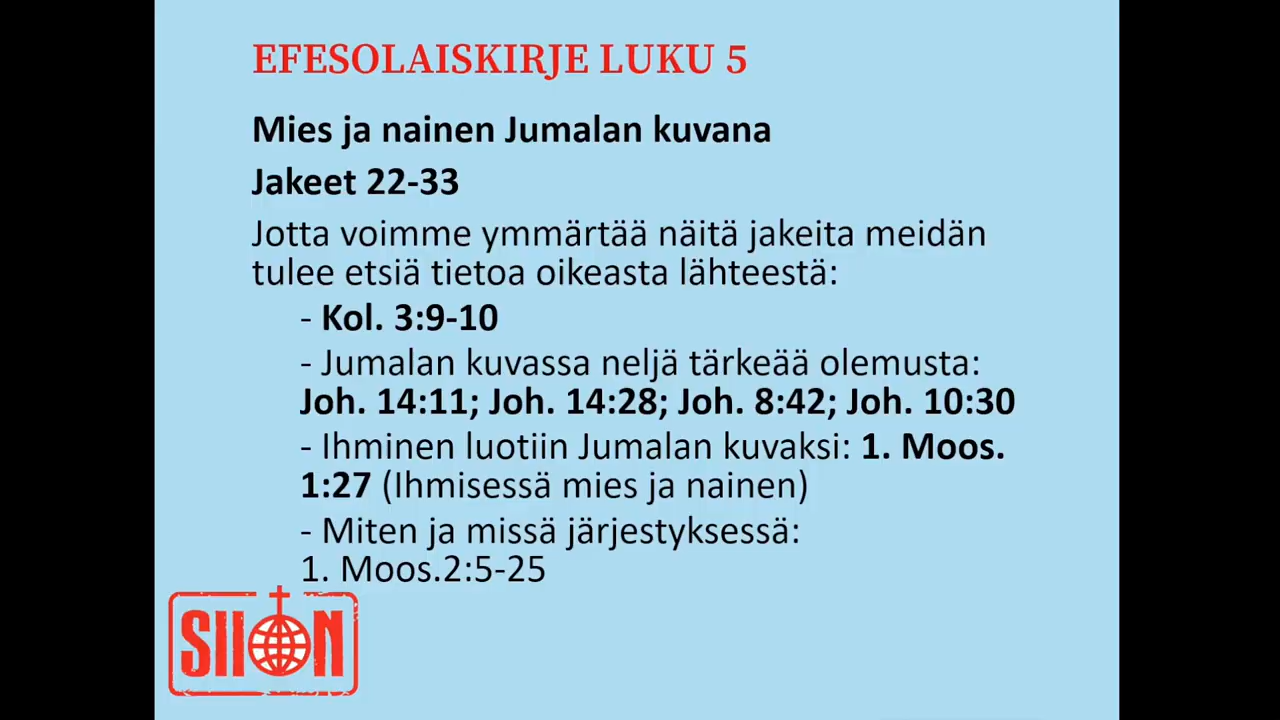 EFESOLAISKIRJE LUKU 5
Mies ja nainen Jumalan kuvana
Jakeet 22-33
Jotta voimme ymmärtää näitä jakeita meidän
tulee etsiä tietoa oikeasta lähteestä:
- Kol. 3:9-10
- Jumalan kuvassa neljä tärkeää olemusta:
Joh. 14:11; Joh. 14:28; Joh. 8:42; Joh. 10:30
- Ihminen luotiin Jumalan kuvaksi: 1. Moos.
1:27 (Ihmisessä mies ja nainen)
- Miten ja missä järjestyksessä:
1. Moos.2:5-25
SIION